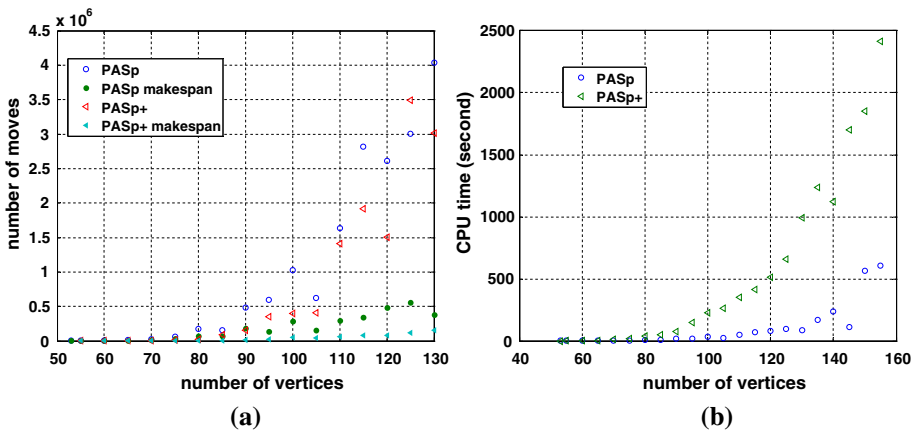 x 10⁶
4.5
4
3.5
3
2.5
2
1.5
1
0.5
0
number of moves
PASp
PASp makespan
PASp+
PASp+ makespan
50 60 70 80 90 100 110 120 130
number of vertices
(a)
2500
2000
1500
1000
500
0
CPU time (second)
PASp
PASp+
40 60 80 100 120 140 160
number of vertices
(b)